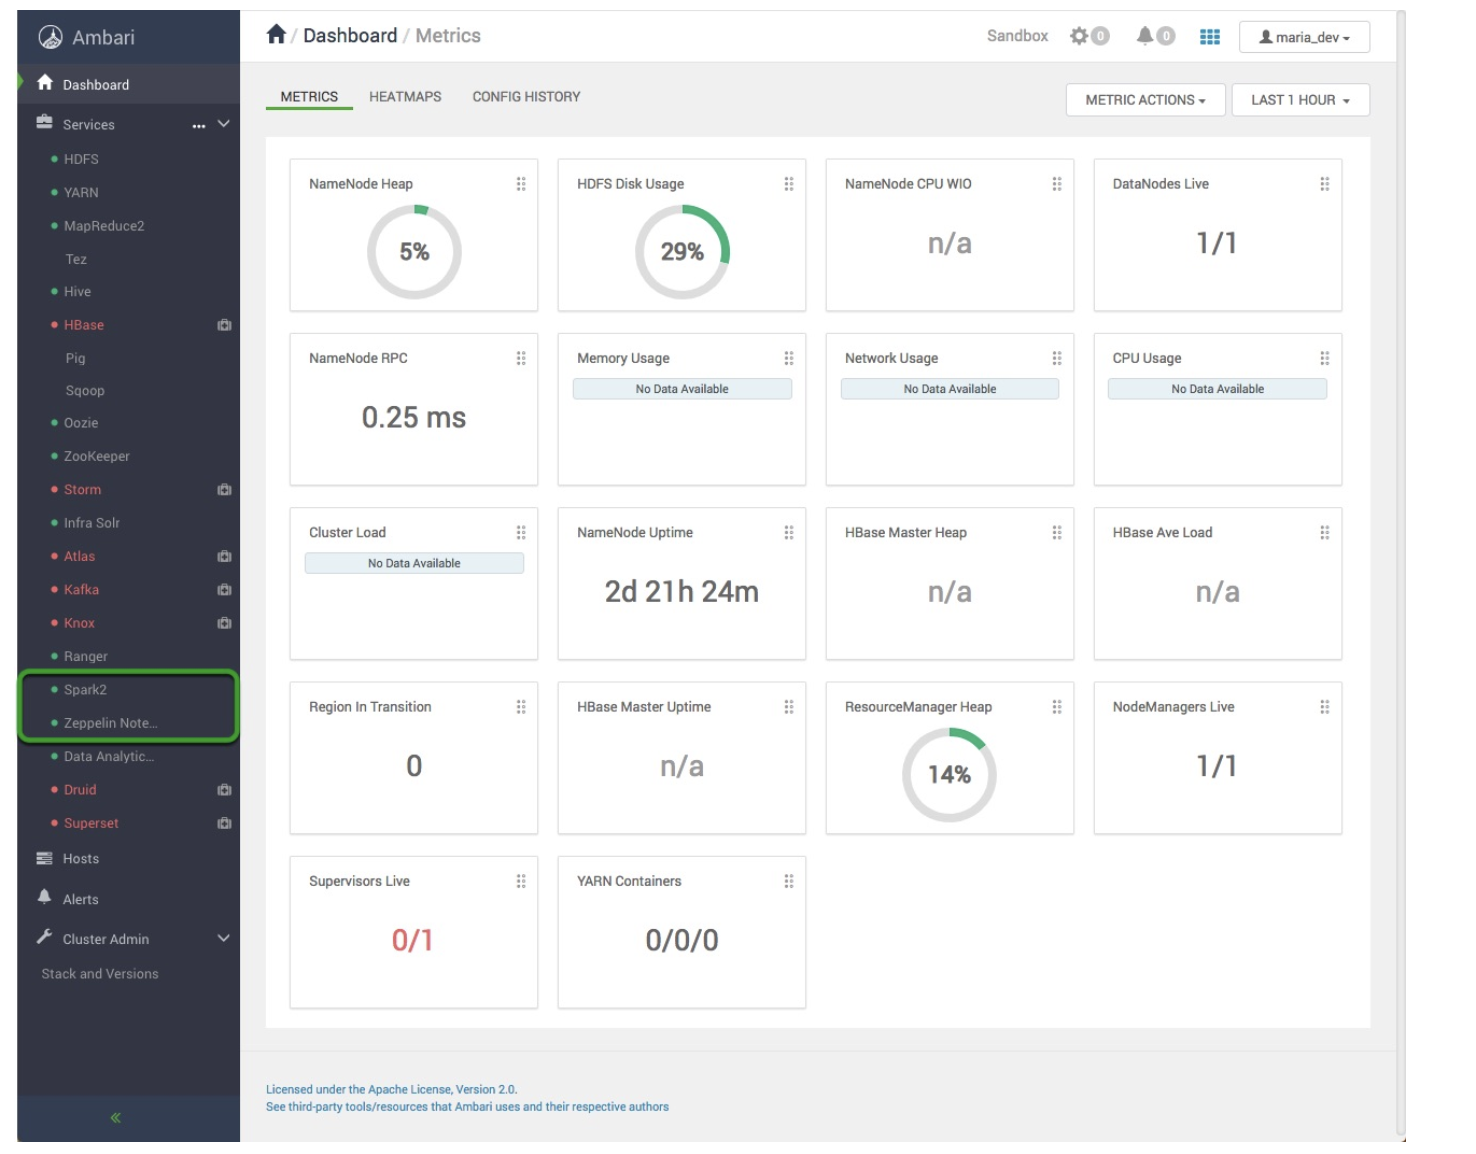 Ambari
Dashboard / Metrics
Sandbox 0 0 maria_dev
Dashboard
Services ...
HDFS
YARN
MapReduce2
Tez
Hive
HBase
Pig
Sqoop
Oozie
ZooKeeper
Storm
Infra Solr
Atlas
Kafka
Knox
Ranger
Spark2
Zeppelin Note...
Data Analytic...
Druid
Superset
Hosts
Alerts
Cluster Admin
Stack and Versions
METRICS HEATMAPS CONFIG HISTORY
METRIC ACTIONS LAST 1 HOUR
NameNode Heap
5%
HDFS Disk Usage
29%
NameNode CPU WIO
n/a
DataNodes Live
1/1
NameNode RPC
0.25 ms
Memory Usage
No Data Available
Network Usage
No Data Available
CPU Usage
No Data Available
Cluster Load
No Data Available
NameNode Uptime
2d 21h 24m
HBase Master Heap
n/a
HBase Ave Load
n/a
Region In Transition
0
HBase Master Uptime
n/a
ResourceManager Heap
14%
NodeManagers Live
1/1
Supervisors Live
0/1
YARN Containers
0/0/0
Licensed under the Apache License, Version 2.0.
See third-party tools/resources that Ambari uses and their respective authors